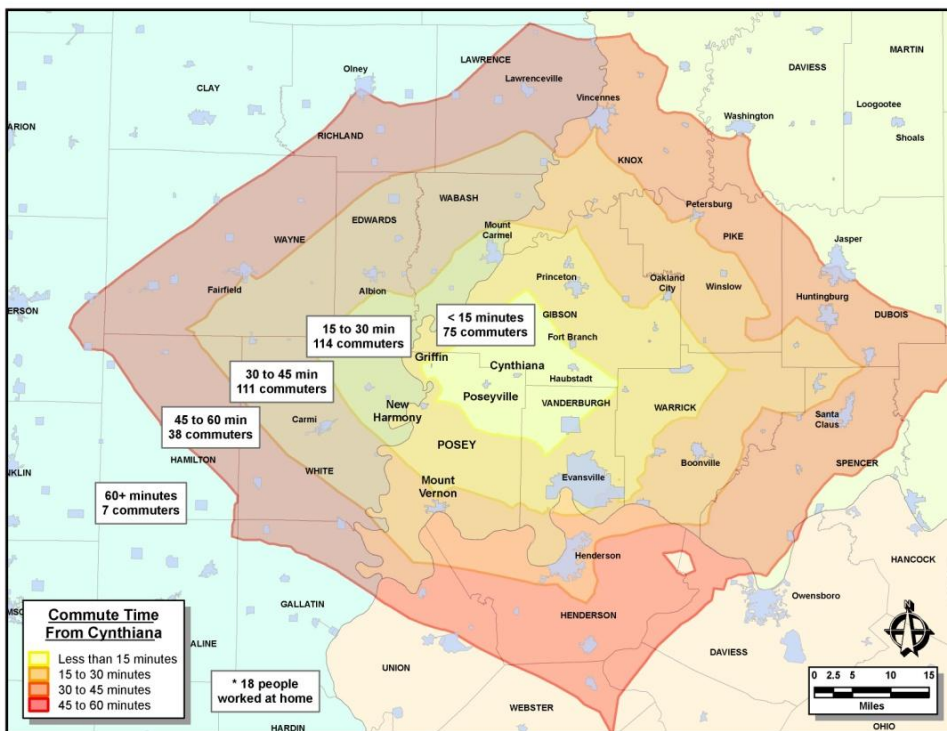 MARTIN
LAWRENCE
DAVIESS
Olney
Lawrenceville
CLAY
Vincennes
Loogootee
Washington
ARION
RICHLAND
Shoals
KNOX
WABASH
Petersburg
EDWARDS
Mount
Carmel
WAYNE
PIKE
Jasper
Princeton
Oakland
City
Fairfield
Albion
Winslow
Huntingburg
ERSON
< 15 minutes
75 commuters
GIBSON
DUBOIS
15 to 30 min
114 commuters
Fort Branch
Griffin
Cynthiana
30 to 45 min
111 commuters
Haubstadt
Poseyville
New
Harmony
VANDERBURGH
WARRICK
45 to 60 min
38 commuters
Carmi
Santa
Claus
POSEY
HAMILTON
WHITE
Boonville
SPENCER
NKLIN
Mount
Vernon
Evansville
60+ minutes
7 commuters
Henderson
HANCOCK
Owensboro
GALLATIN
HENDERSON
Commute Time
From Cynthiana
Less than 15 minutes
15 to 30 minutes
30 to 45 minutes
45 to 60 minutes
ALINE
UNION
DAVIESS
* 18 people
worked at home
0 2.5 5 10 15
Miles
WEBSTER
HARDIN
OHIO